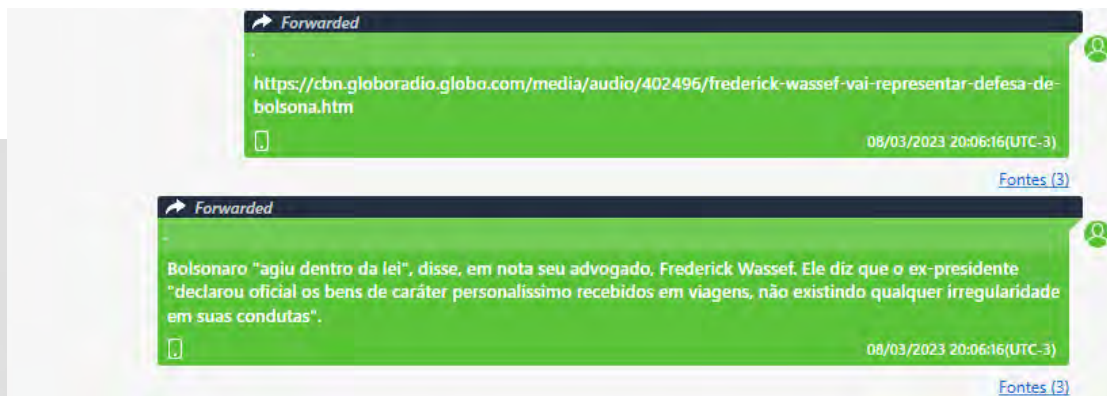 Forwarded
.
https://cbn.globoradio.globo.com/media/audio/402496/frederick-wassef-vai-representar-defesa-de-
bolsona.htm
08/03/2023 20:06:16(UTC-3)
Fontes (3)
Forwarded
.
Bolsonaro "agiu dentro da lei", disse, em nota seu advogado, Frederick Wassef. Ele diz que o ex-presidente
"declarou oficial os bens de caráter personalíssimo recebidos em viagens, não existindo qualquer irregularidade
em suas condutas".
08/03/2023 20:06:16(UTC-3)
Fontes (3)